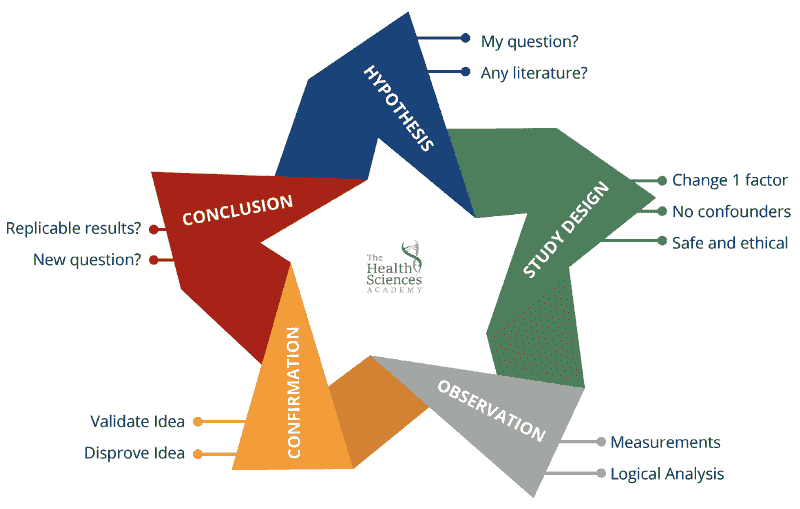 HYPOTHESIS
My question?
Any literature?
STUDY DESIGN
Change 1 factor
No confounders
Safe and ethical
OBSERVATION
Measurements
Logical Analysis
CONFIRMATION
Validate Idea
Disprove Idea
CONCLUSION
Replicable results?
New question?
The
Health
Sciences
ACADEMY